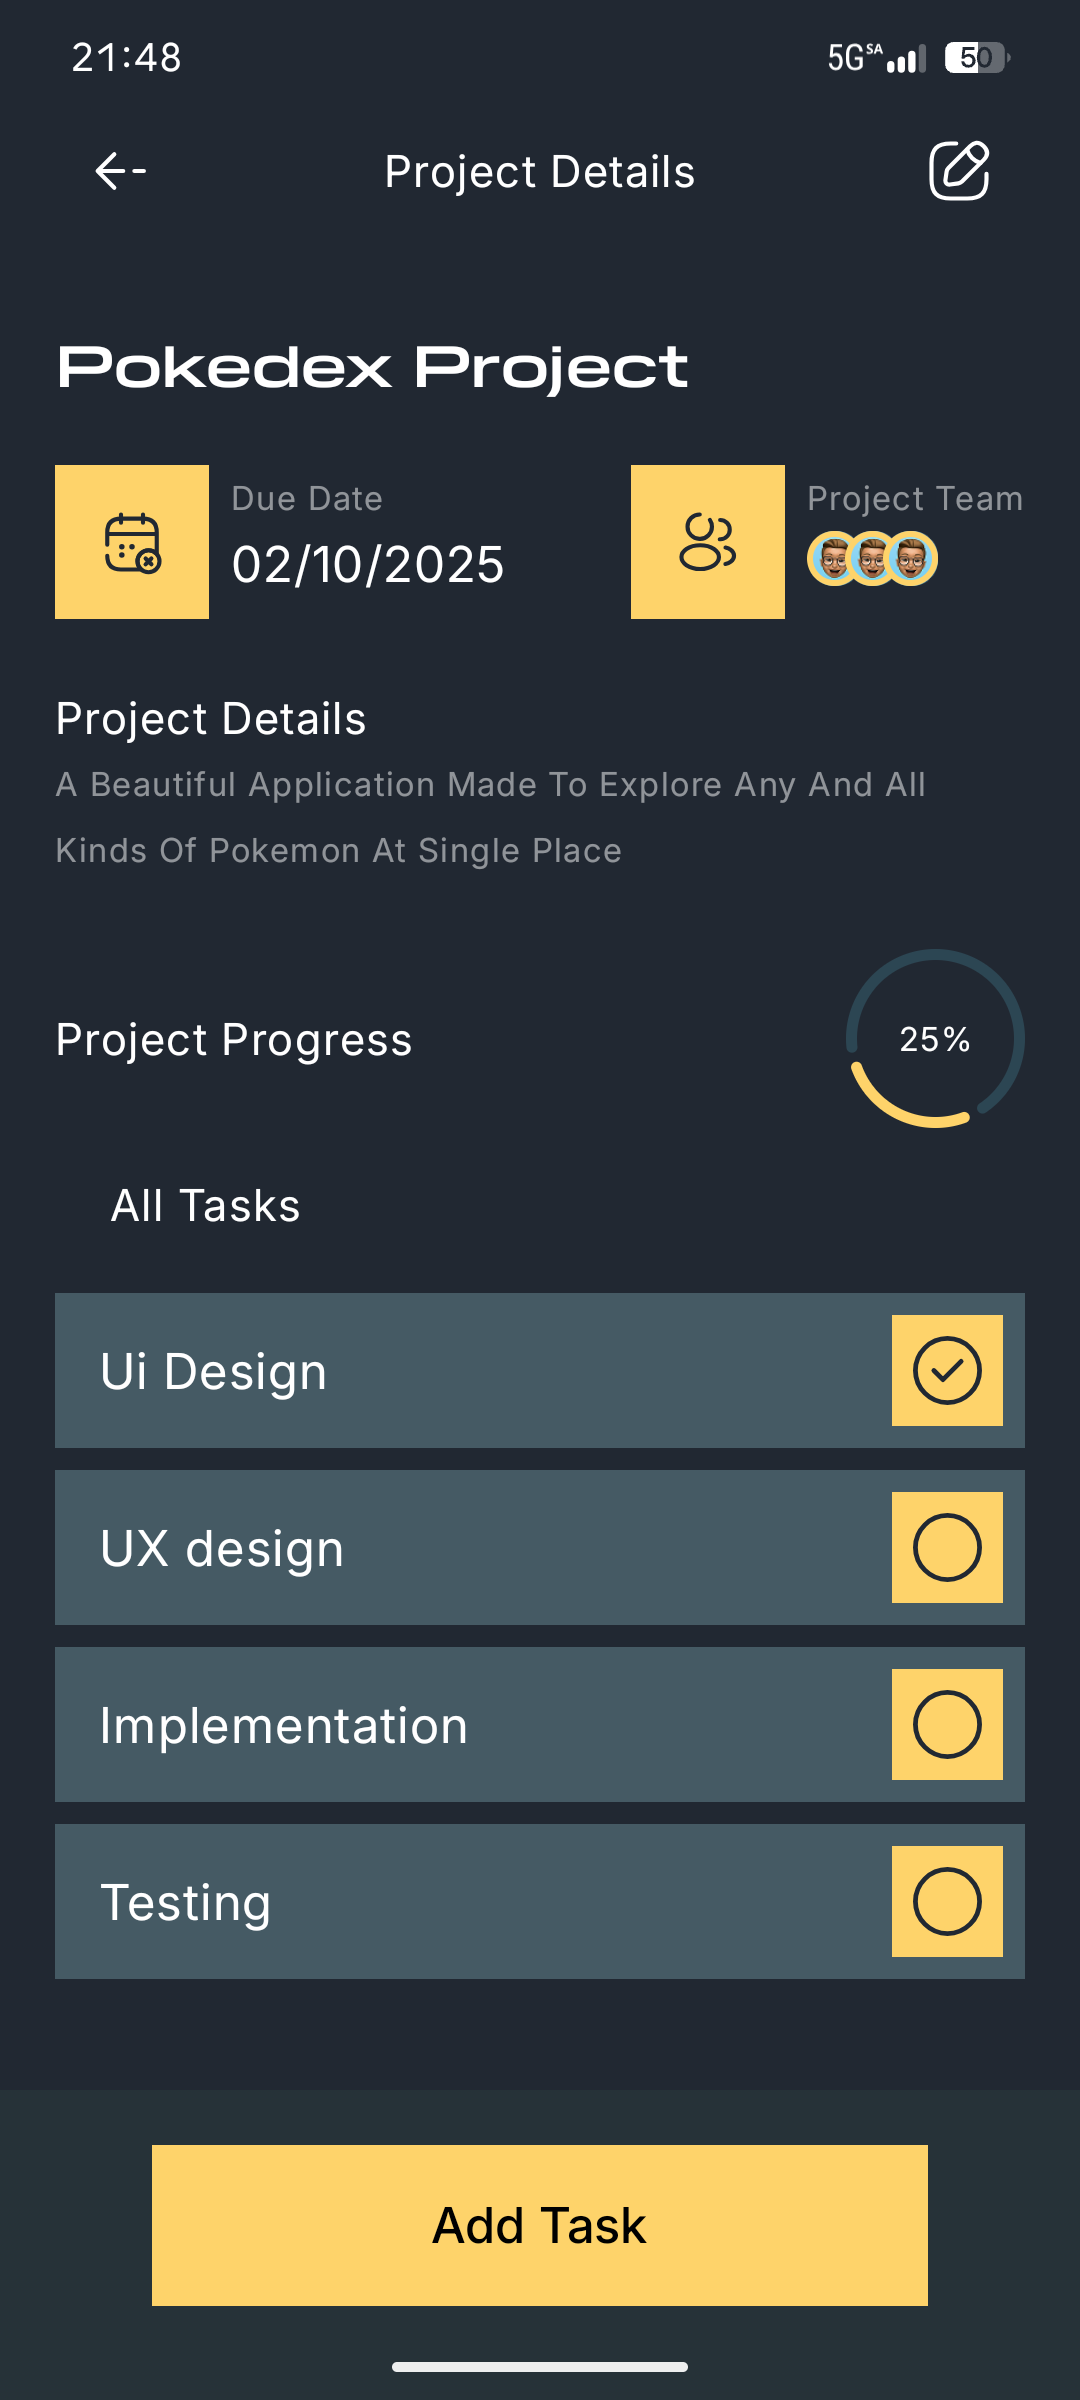 21:48
5G SA 50
Project Details
Pokedex Project
Due Date
Project Team
02/10/2025
Project Details
A Beautiful Application Made To Explore Any And All
Kinds Of Pokemon At Single Place
Project Progress
25%
All Tasks
Ui Design
UX design
Implementation
Testing
Add Task